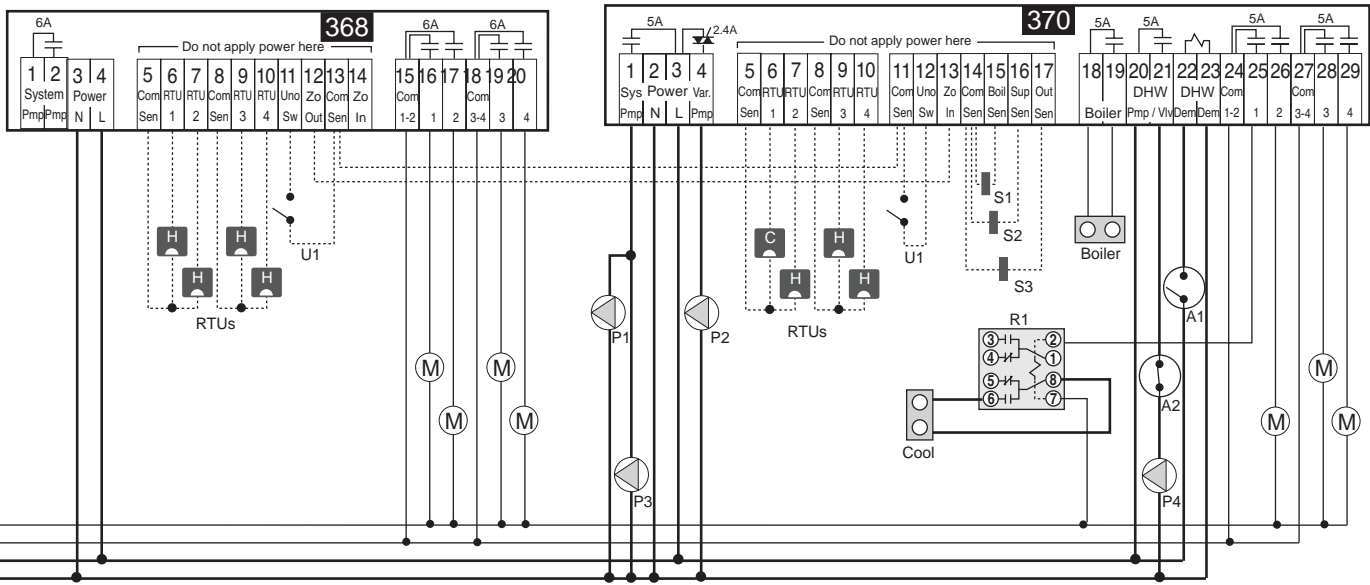 6A
368
6A
6A
Do not apply power here
1 2 3 4 5 6 7 8 9 10 11 12 13 14 15 16 17 18 19 20
System Power Com RTU RTU Com RTU RTU Uno Zo Com Zo Com Com
Pmp Pmp N L Sen 1 2 Sen 3 4 Sw Out Sen In 1-2 1 2 3-4 3 4
H
H
H
H
RTUs
U1
M
M
M
M
5A
2.4A
370
5A
5A
5A
5A
Do not apply power here
1 2 3 4 5 6 7 8 9 10 11 12 13 14 15 16 17 18 19 20 21 22 23 24 25 26 27 28 29
Sys Power Var. Com RTU RTU Com RTU RTU Com Uno Zo Com Boil Sup Out Boiler DHW DHW Com Com
Pmp N L Pmp Sen 1 2 Sen 3 4 Sen Sw In Sen Sen Sen Sen Pmp / Vlv Dem Dem 1-2 1 2 3-4 3 4
C
H
H
H
RTUs
U1
S1
S2
S3
Boiler
P1
P2
A1
R1
3
2
4
1
5
8
6
7
Cool
A2
M
M
M
P3
P4